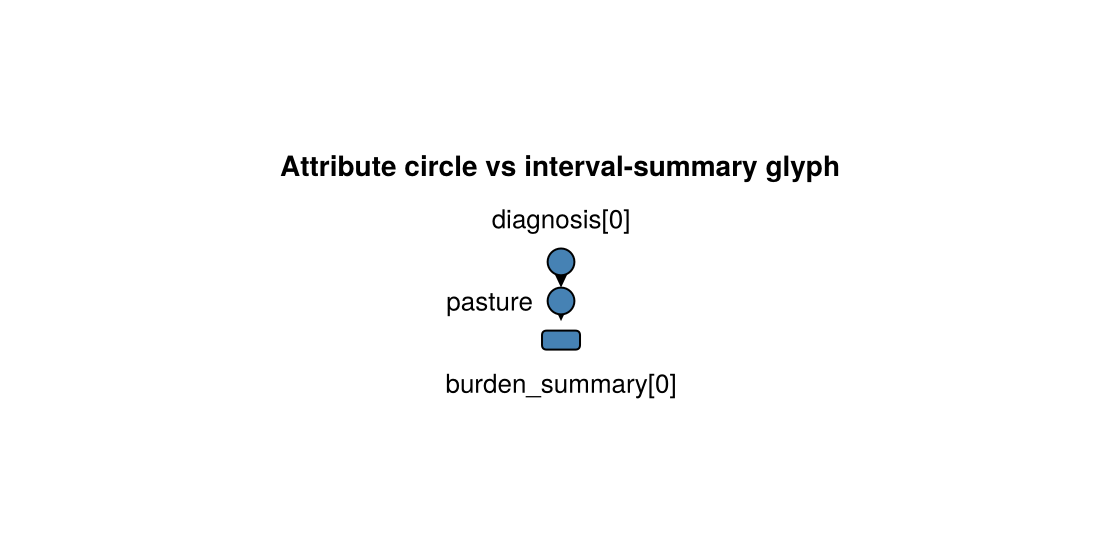 Attribute circle vs interval-summary glyph
diagnosis[0]
pasture
burden_summary[0]